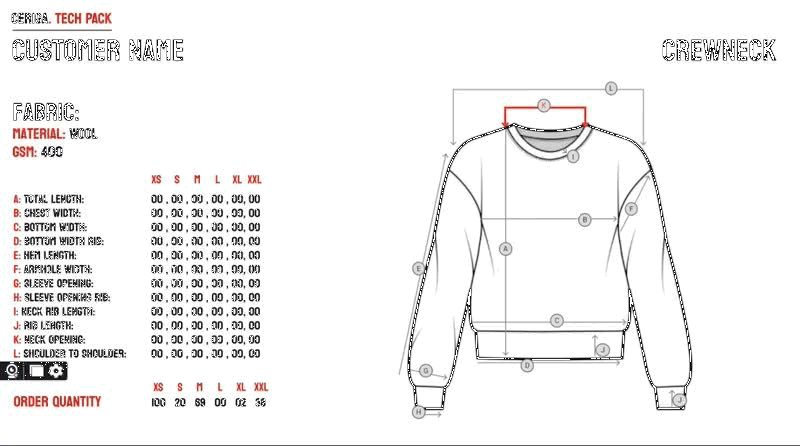 CERIGA. TECH PACK
CUSTOMER NAME
CREWNECK
FABRIC:
MATERIAL: WOOL
GSM: 400
XS S M L XL XXL
A: TOTAL LENGTH: 00 , 00 , 00 , 00 , 00, 00
B: CHEST WIDTH: 00 , 00 , 00 , 00 , 00, 00
C: BOTTOM WIDTH: 00 , 00 , 00 , 00 , 00, 00
D: BOTTOM WIDTH RIB: 00 , 00 , 00 , 00 , 00, 00
E: HEM LENGTH: 00 , 00 , 00 , 00 , 00, 00
F: ARMHOLE WIDTH: 00 , 00 , 00 , 00 , 00, 00
G: SLEEVE OPENING: 00 , 00 , 00 , 00 , 00, 00
H: SLEEVE OPENING RIB: 00 , 00 , 00 , 00 , 00, 00
I: NECK RIB LENGTH: 00 , 00 , 00 , 00 , 00, 00
J: RIB LENGTH: 00 , 00 , 00 , 00 , 00, 00
K: NECK OPENING: 00 , 00 , 00 , 00 , 00, 00
L: SHOULDER TO SHOULDER: 00 , 00 , 00 , 00 , 00, 00
XS S M L XL XXL
ORDER QUANTITY 100 20 69 00 02 38
L
K
I
F
B
A
E
C
J
D
G
J
H